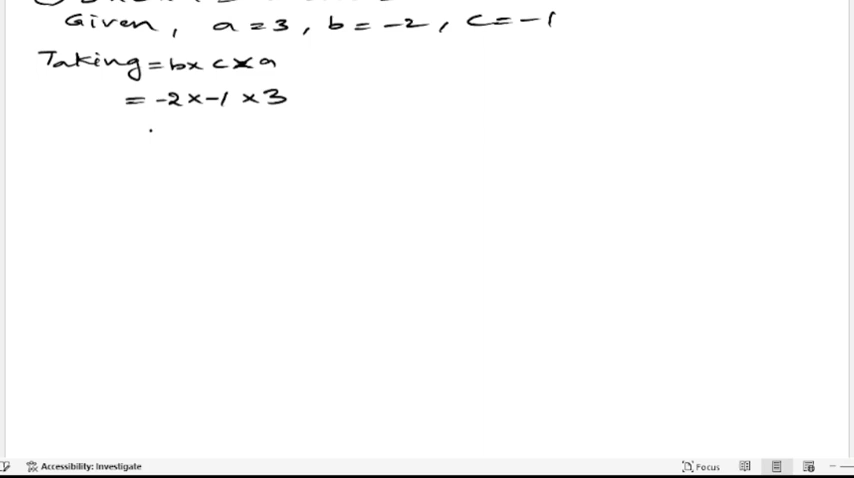 Given, a = 3, b = -2, c = -1
Taking = b x c x a
= -2 x -1 x 3
Accessibility: Investigate
Focus